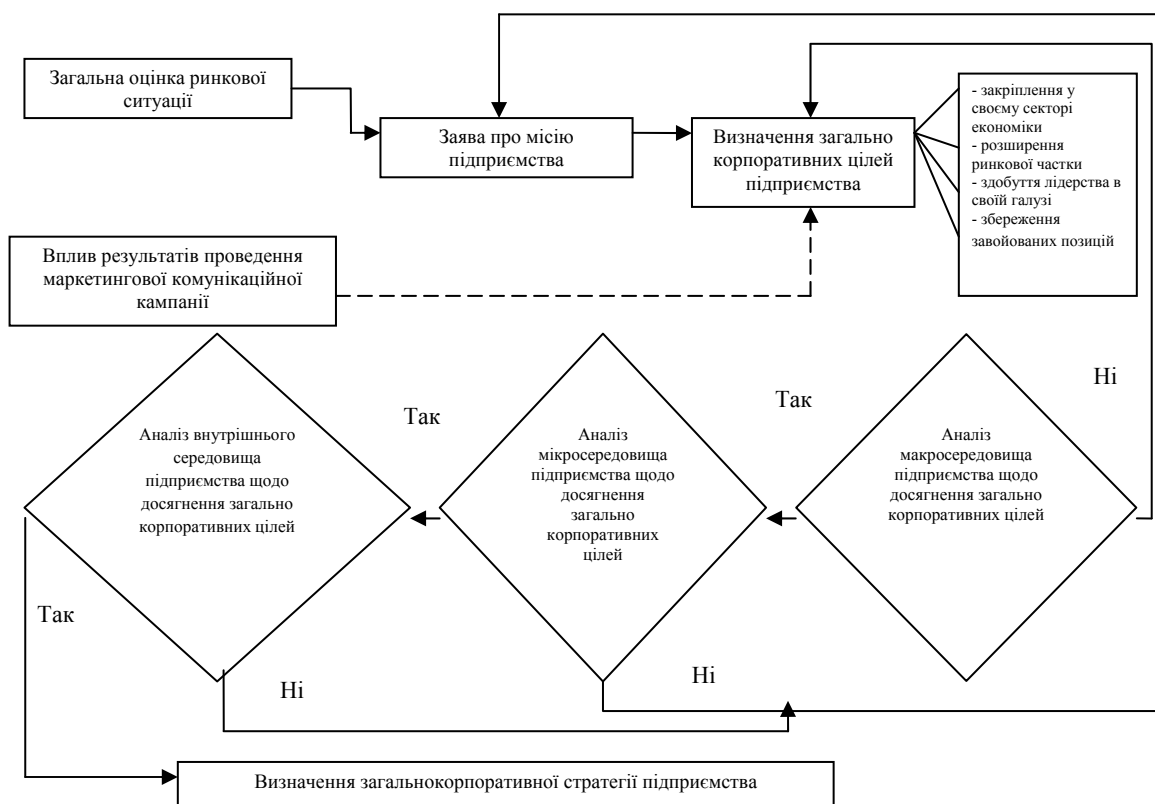 Загальна оцінка ринкової
ситуації
Заява про місію
підприємства
Визначення загально
корпоративних цілей
підприємства
- закріплення у
своєму секторі
економіки
- розширення
ринкової частки
- здобуття лідерства в
своїй галузі
- збереження
завойованих позицій
Вплив результатів проведення
маркетингової комунікаційної
кампанії
Ні
Так
Так
Аналіз внутрішнього
середовища
підприємства щодо
досягнення загально
корпоративних цілей
Аналіз
мікросередовища
підприємства щодо
досягнення
загально
корпоративних
цілей
Аналіз
макросередовища
підприємства щодо
досягнення загально
корпоративних цілей
Так
Ні
Ні
Визначення загальнокорпоративної стратегії підприємства